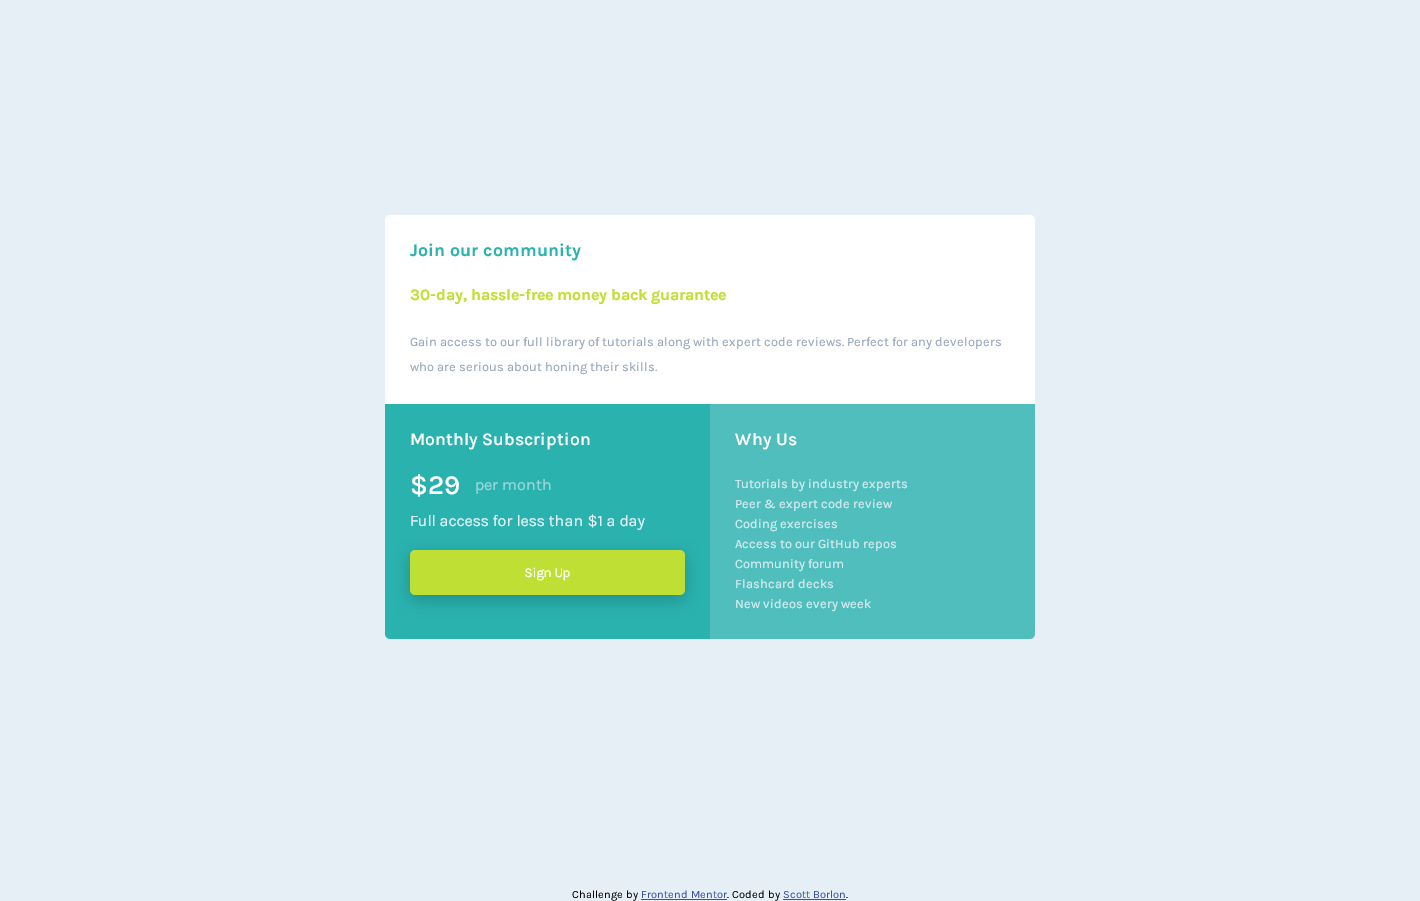 Join our community
30-day, hassle-free money back guarantee
Gain access to our full library of tutorials along with expert code reviews. Perfect for any developers
who are serious about honing their skills.
Monthly Subscription
$29 per month
Full access for less than $1 a day
Sign Up
Why Us
Tutorials by industry experts
Peer & expert code review
Coding exercises
Access to our GitHub repos
Community forum
Flashcard decks
New videos every week
Challenge by Frontend Mentor. Coded by Scott Borlon.